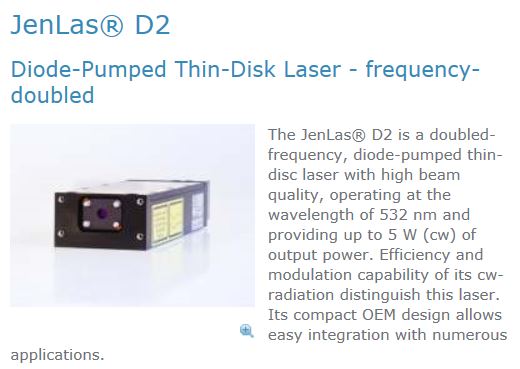 JenLas® D2
Diode-Pumped Thin-Disk Laser - frequency-
doubled
The JenLas® D2 is a doubled-
frequency, diode-pumped thin-
disc laser with high beam
quality, operating at the
wavelength of 532 nm and
providing up to 5 W (cw) of
output power. Efficiency and
modulation capability of its cw-
radiation distinguish this laser.
Its compact OEM design allows
easy integration with numerous
applications.